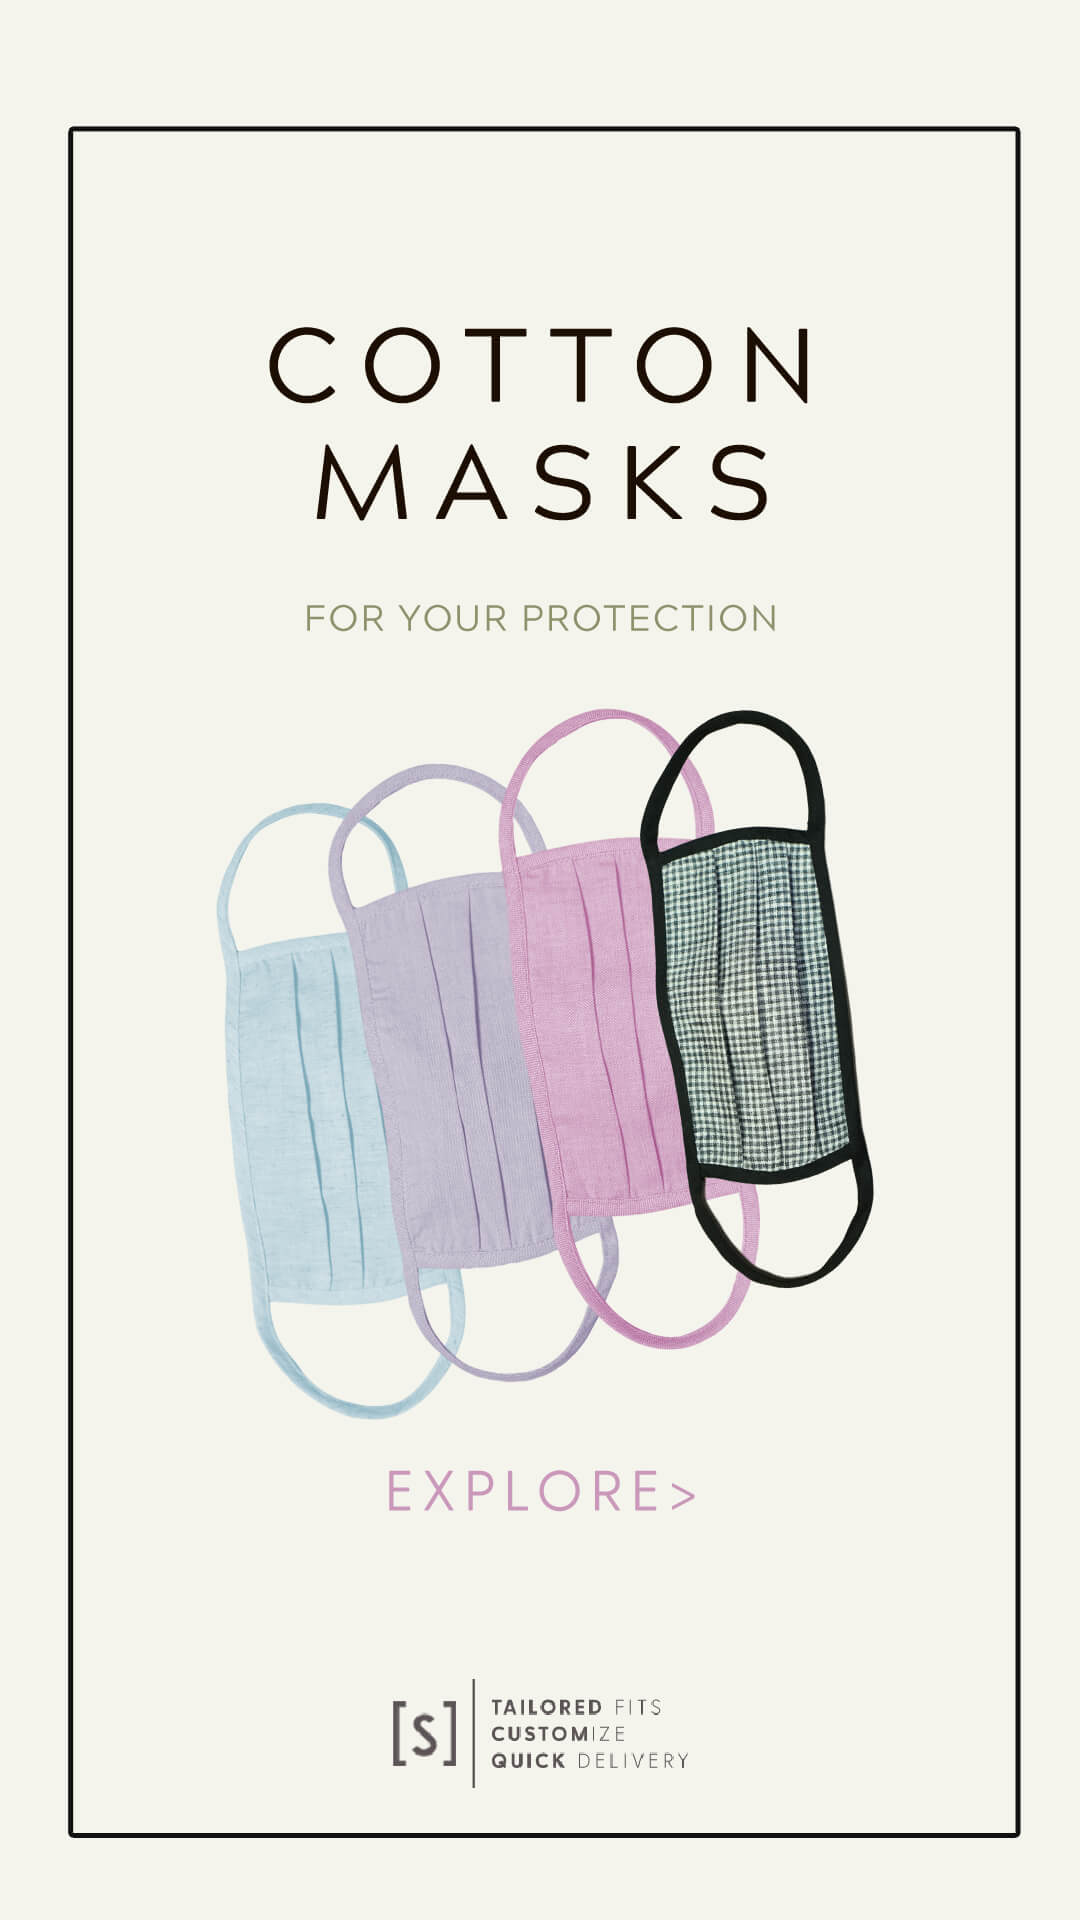 COTTON
MASKS
FOR YOUR PROTECTION
EXPLORE>
[S]
TAILORED FITS
CUSTOMIZE
QUICK DELIVERY